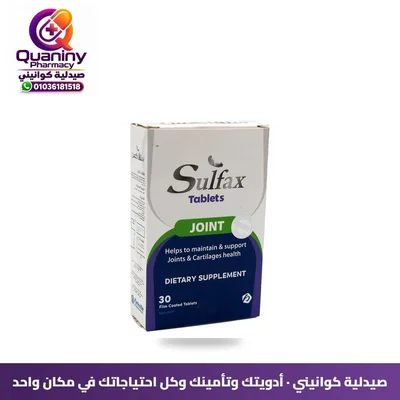 Quaniny
Pharmacy
صيدلية كوانيني
01036181518
Sulfax
Tablets
JOINT
Helps to maintain & support
Joints & Cartilages health
DIETARY SUPPLEMENT
30
Film Coated Tablets
صيدلية كوانيني - أدويتك وتأمينك وكل احتياجاتك في مكان واحد